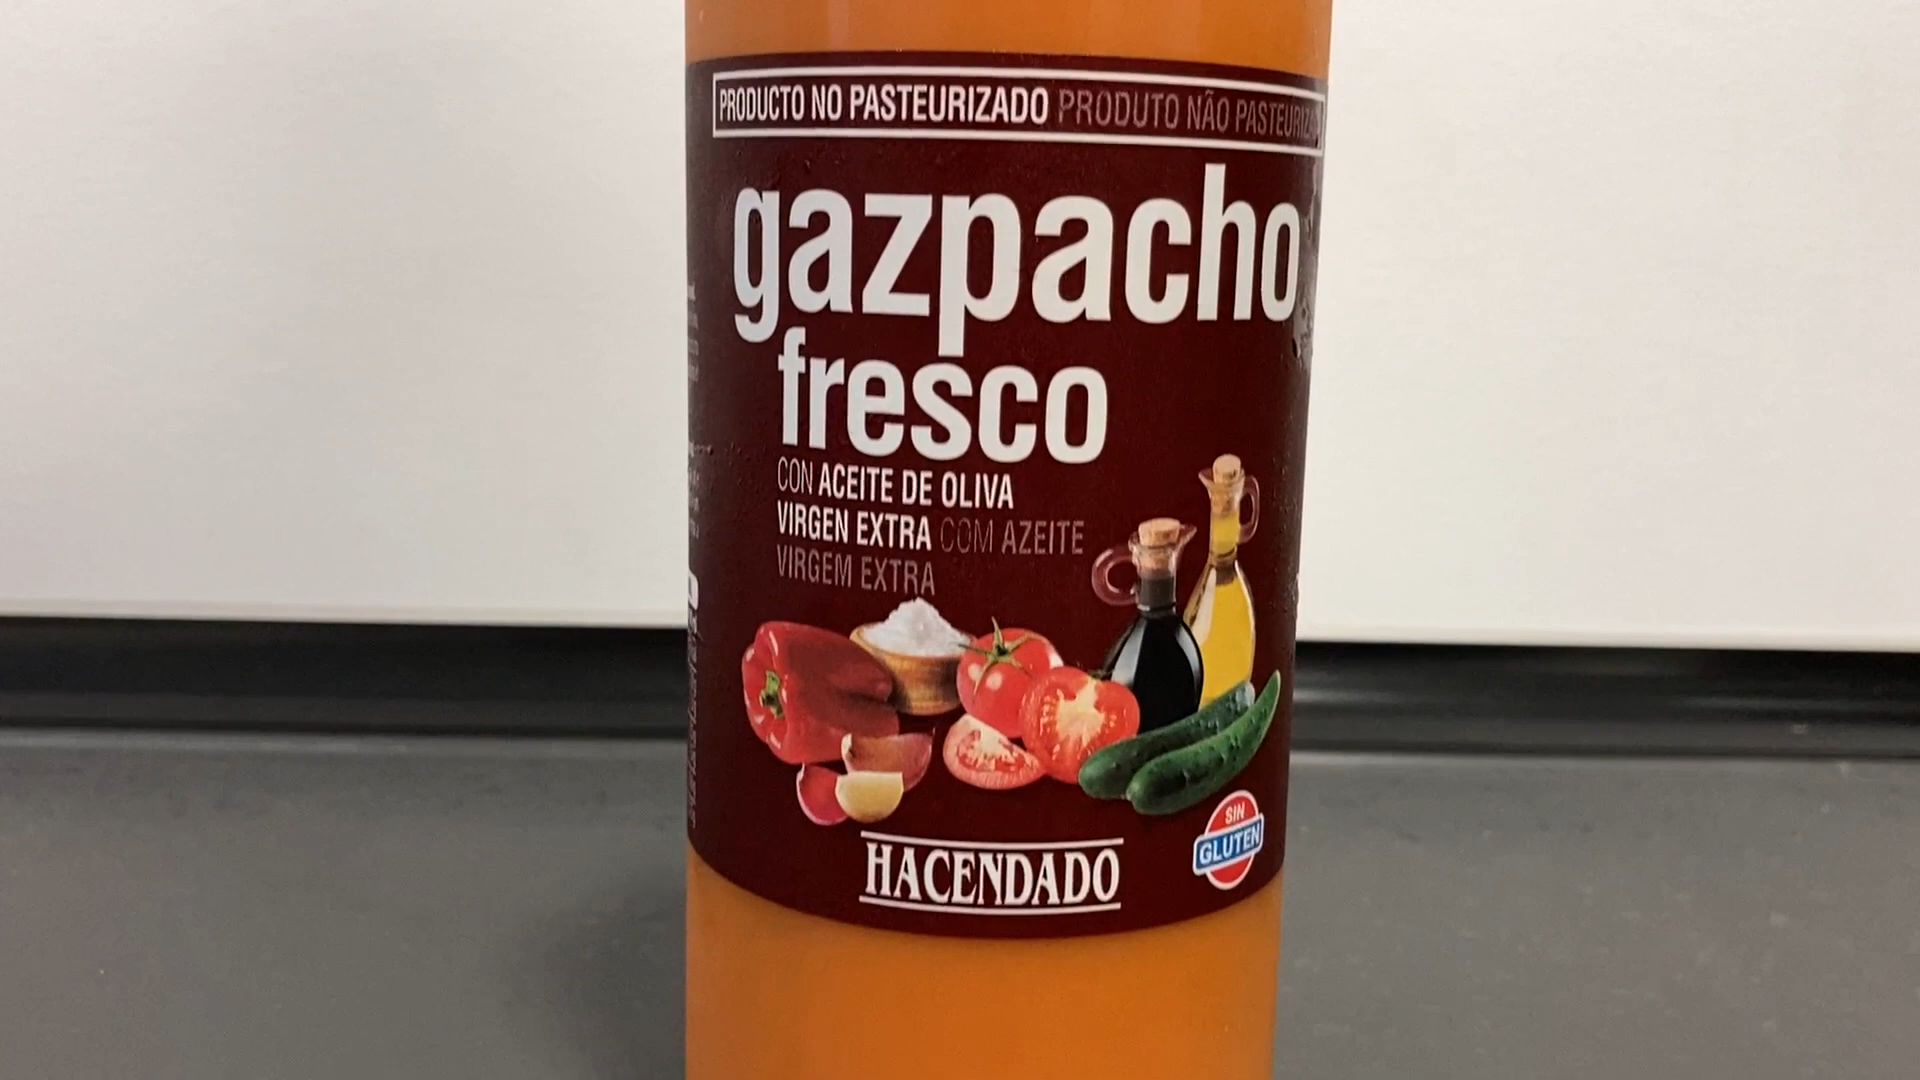 PRODUCTO NO PASTEURIZADO PRODUTO NÃO
gazpacho
fresco
CON ACEITE DE OLIVA
VIRGEN EXTRA COM AZEITE
VIRGEM EXTRA
HACENDADO
SIN
GLUTEN